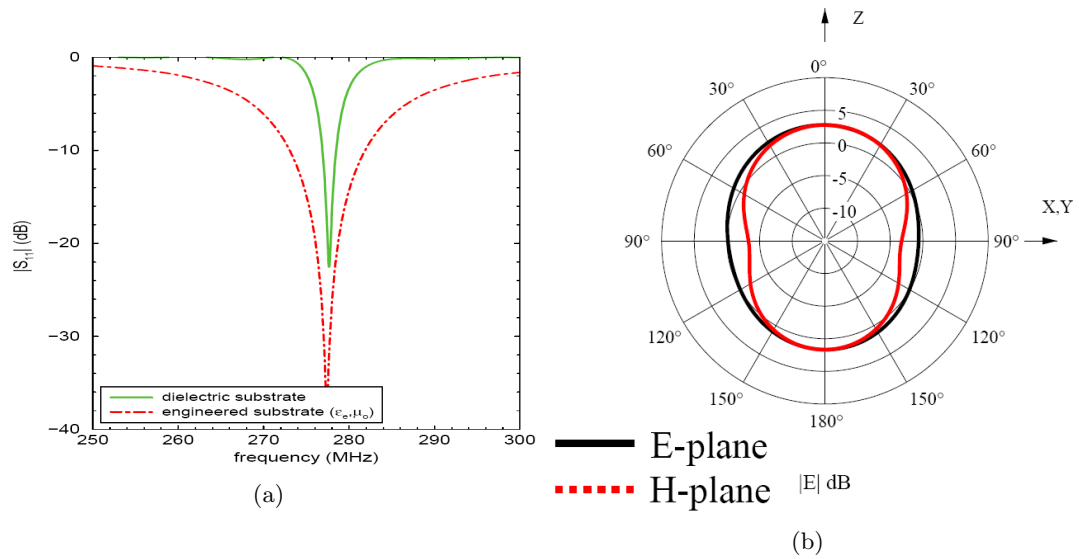 0
−10
−20
−30
−40
|S11| (dB)
dielectric substrate
engineered substrate (εe,μo)
250
260
270
280
290
300
frequency (MHz)
(a)
Z
0°
30°
30°
60°
60°
90°
90°
120°
120°
150°
150°
180°
5
0
-5
-10
X,Y
E-plane
H-plane
|E| dB
(b)